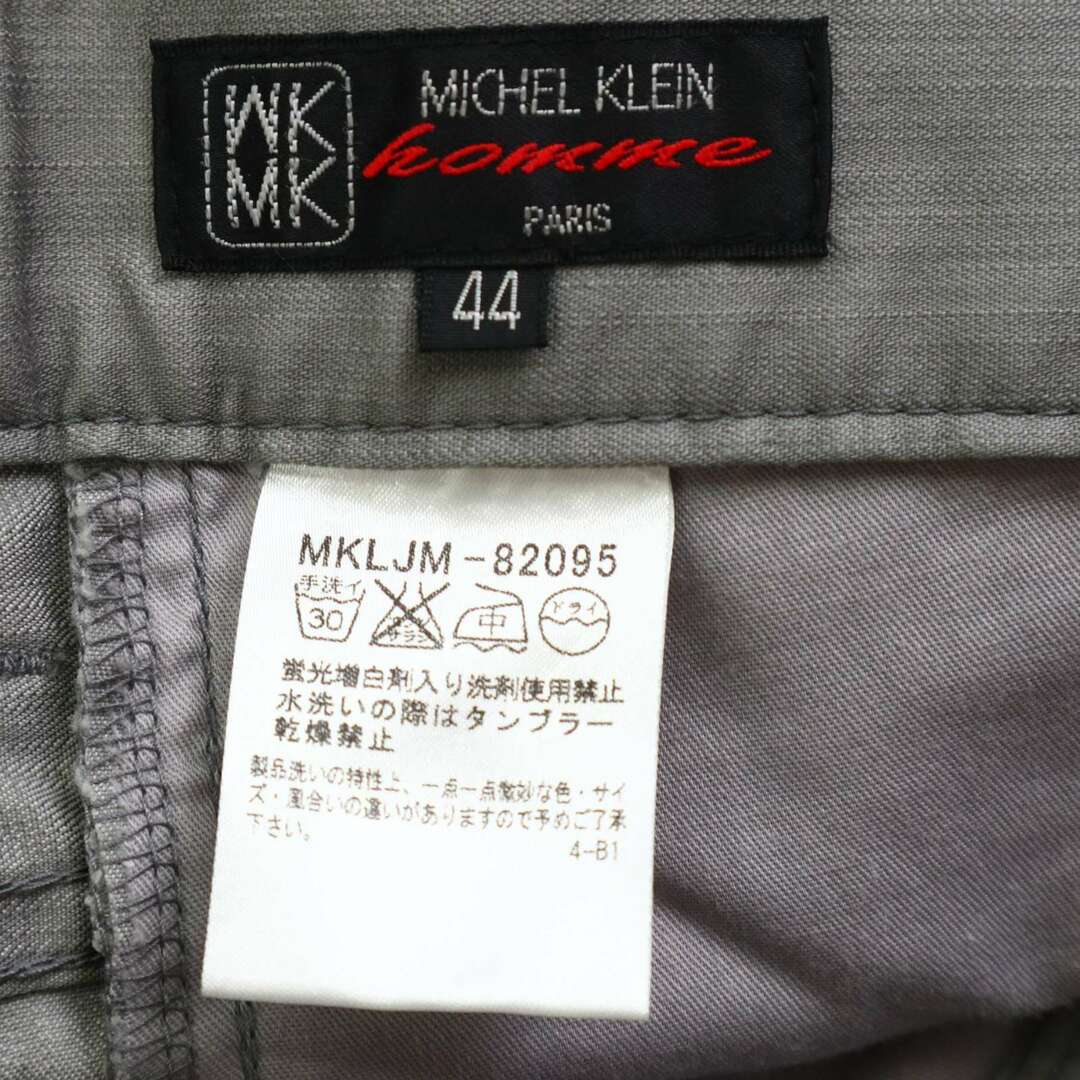 MK
MK
MICHEL KLEIN
homme
PARIS
44
MKLJM-82095
手洗イ
30
サラシ
中
ドライ
蛍光増白剤入り洗剤使用禁止
水洗いの際はタンブラー
乾燥禁止
製品洗いの特性上、一点一点微妙な色・サイ
ズ・風合いの違いがありますので予めご了承
下さい。
4-B1